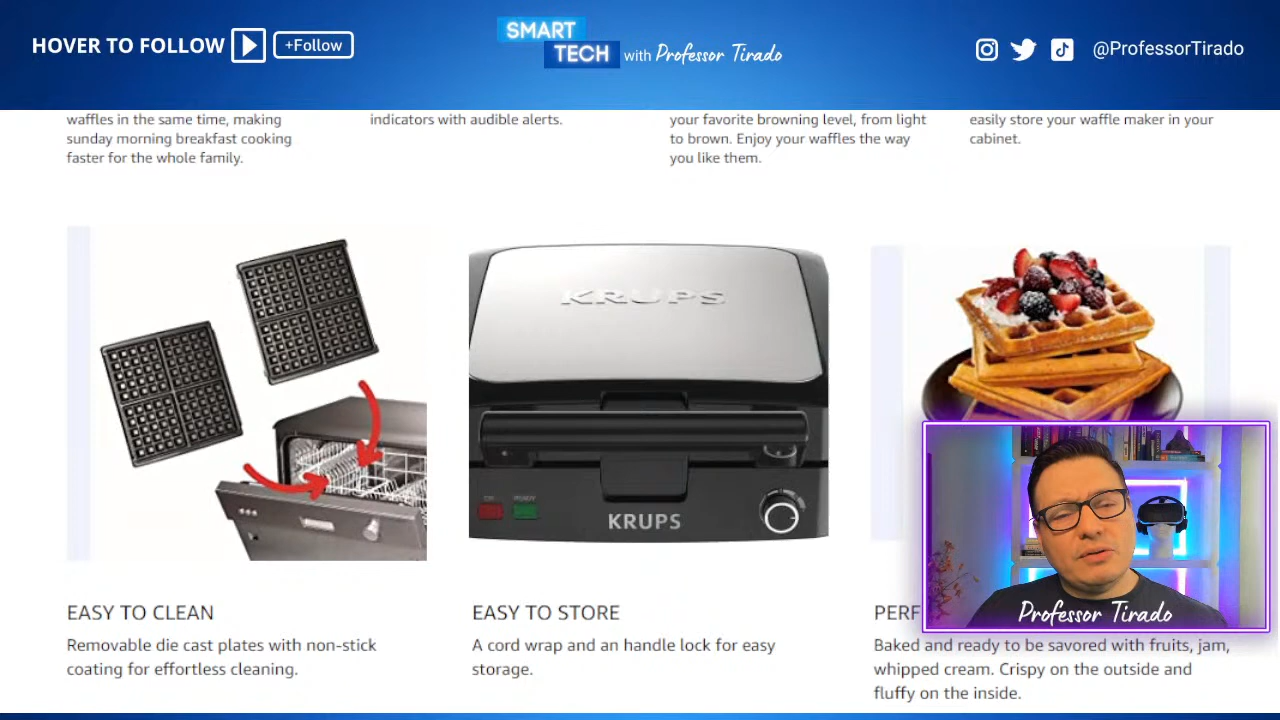 HOVER TO FOLLOW
+Follow
SMART
TECH with Professor Tirado
@ProfessorTirado
waffles in the same time, making
sunday morning breakfast cooking
faster for the whole family.
indicators with audible alerts.
your favorite browning level, from light
to brown. Enjoy your waffles the way
you like them.
easily store your waffle maker in your
cabinet.
KRUPS
ON READY
KRUPS
EASY TO CLEAN
Removable die cast plates with non-stick
coating for effortless cleaning.
EASY TO STORE
A cord wrap and an handle lock for easy
storage.
PERF
Baked and ready to be savored with fruits, jam,
whipped cream. Crispy on the outside and
fluffy on the inside.
Professor Tirado